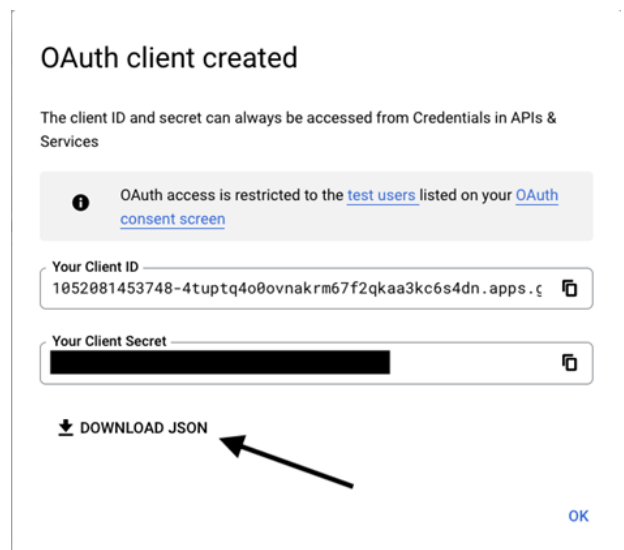 OAuth client created
The client ID and secret can always be accessed from Credentials in APIs &
Services
OAuth access is restricted to the test users listed on your OAuth
consent screen
Your Client ID
1052081453748-4tuptq4o0ovnakrm67f2qkaa3kc6s4dn.apps.g
Your Client Secret
DOWNLOAD JSON
OK